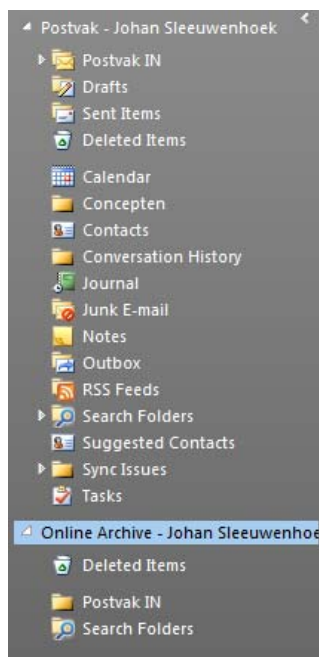 Postvak - Johan Sleeuwenhoek
Postvak IN
Drafts
Sent Items
Deleted Items
Calendar
Concepten
Contacts
Conversation History
Journal
Junk E-mail
Notes
Outbox
RSS Feeds
Search Folders
Suggested Contacts
Sync Issues
Tasks
Online Archive - Johan Sleeuwenhoe
Deleted Items
Postvak IN
Search Folders